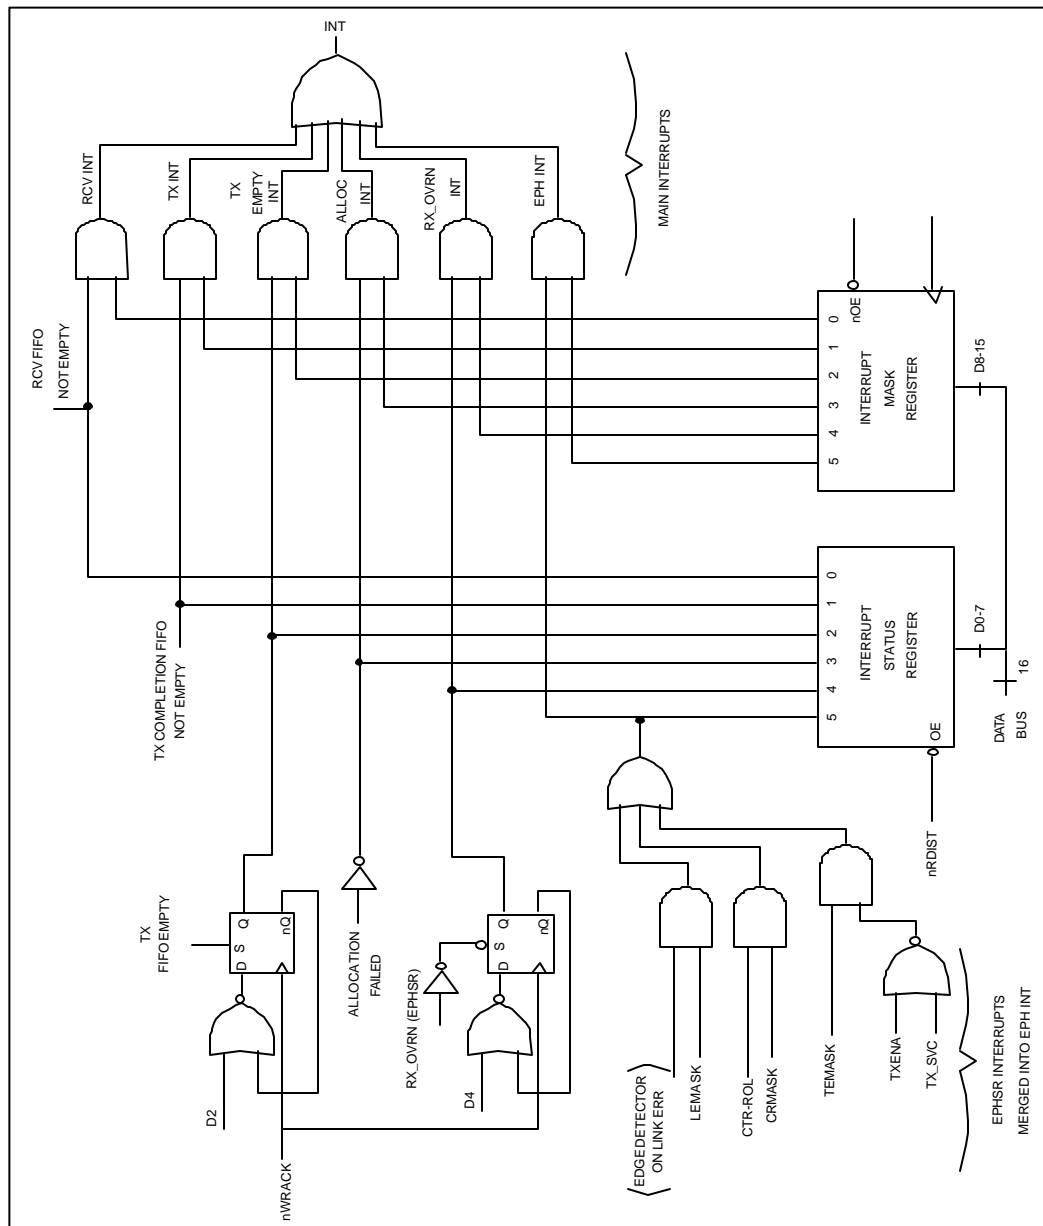 INT
RCV INT
TX INT
TX
EMPTY
INT
ALLOC
INT
RX_OVRN
INT
EPH INT
MAIN INTERRUPTS
RCV FIFO
NOT EMPTY
0
1
2
3
4
5
nOE
INTERRUPT
MASK
REGISTER
D8-15
TX COMPLETION FIFO
NOT EMPTY
0
1
2
3
4
5
INTERRUPT
STATUS
REGISTER
OE
D0-7
16
DATA
BUS
nRDIST
TX
FIFO EMPTY
D
S
Q
nQ
D2
nWRACK
ALLOCATION
FAILED
RX_OVRN (EPHSR)
D
S
Q
nQ
D4
EDGE DETECTOR
ON LINK ERR
LEMASK
CTR-ROL
CRMASK
TEMASK
TXENA
TX_SVC
EPHSR INTERRUPTS
MERGED INTO EPH INT